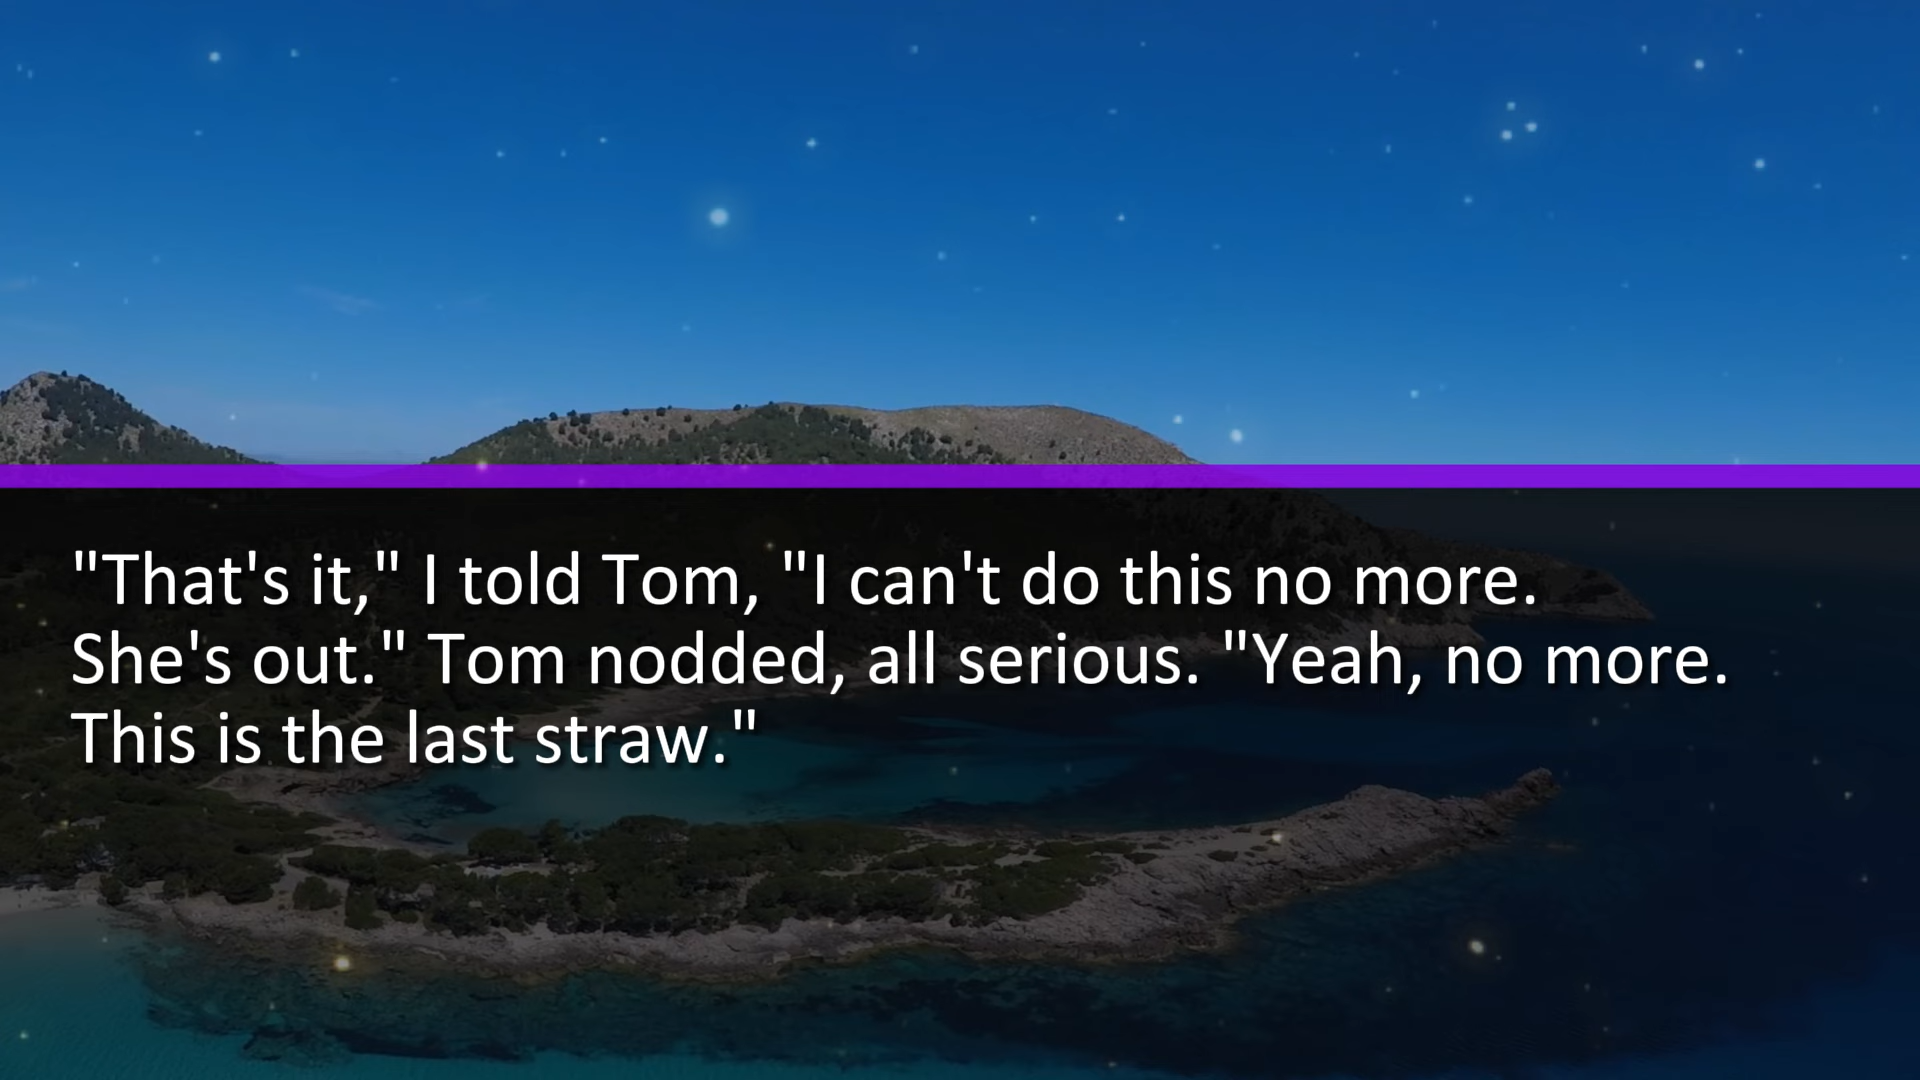 "That's it," I told Tom, "I can't do this no more.
She's out." Tom nodded, all serious. "Yeah, no more.
This is the last straw."